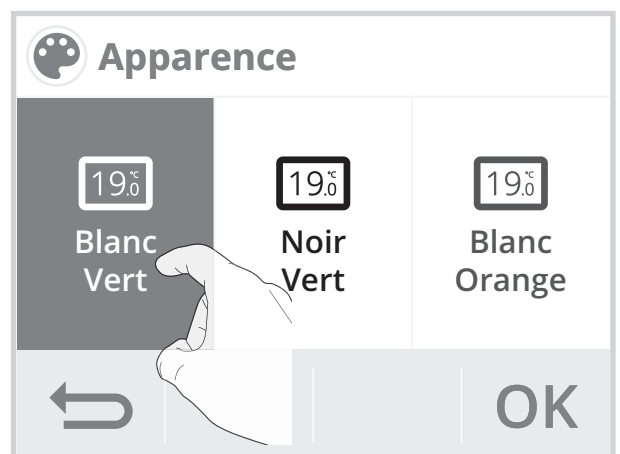 Apparence
19.0 °C
19.0 °C
19.0 °C
Blanc
Vert
Noir
Vert
Blanc
Orange
OK